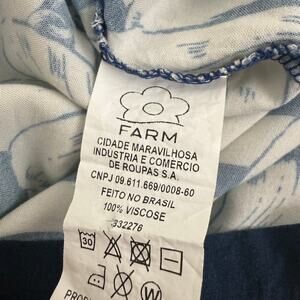 FARM
CIDADE MARAVILHOSA
INDUSTRIA E COMERCIO
DE ROUPAS S.A.
CNPJ 09.611.669/0008-60
FEITO NO BRASIL
100% VISCOSE
332276
30